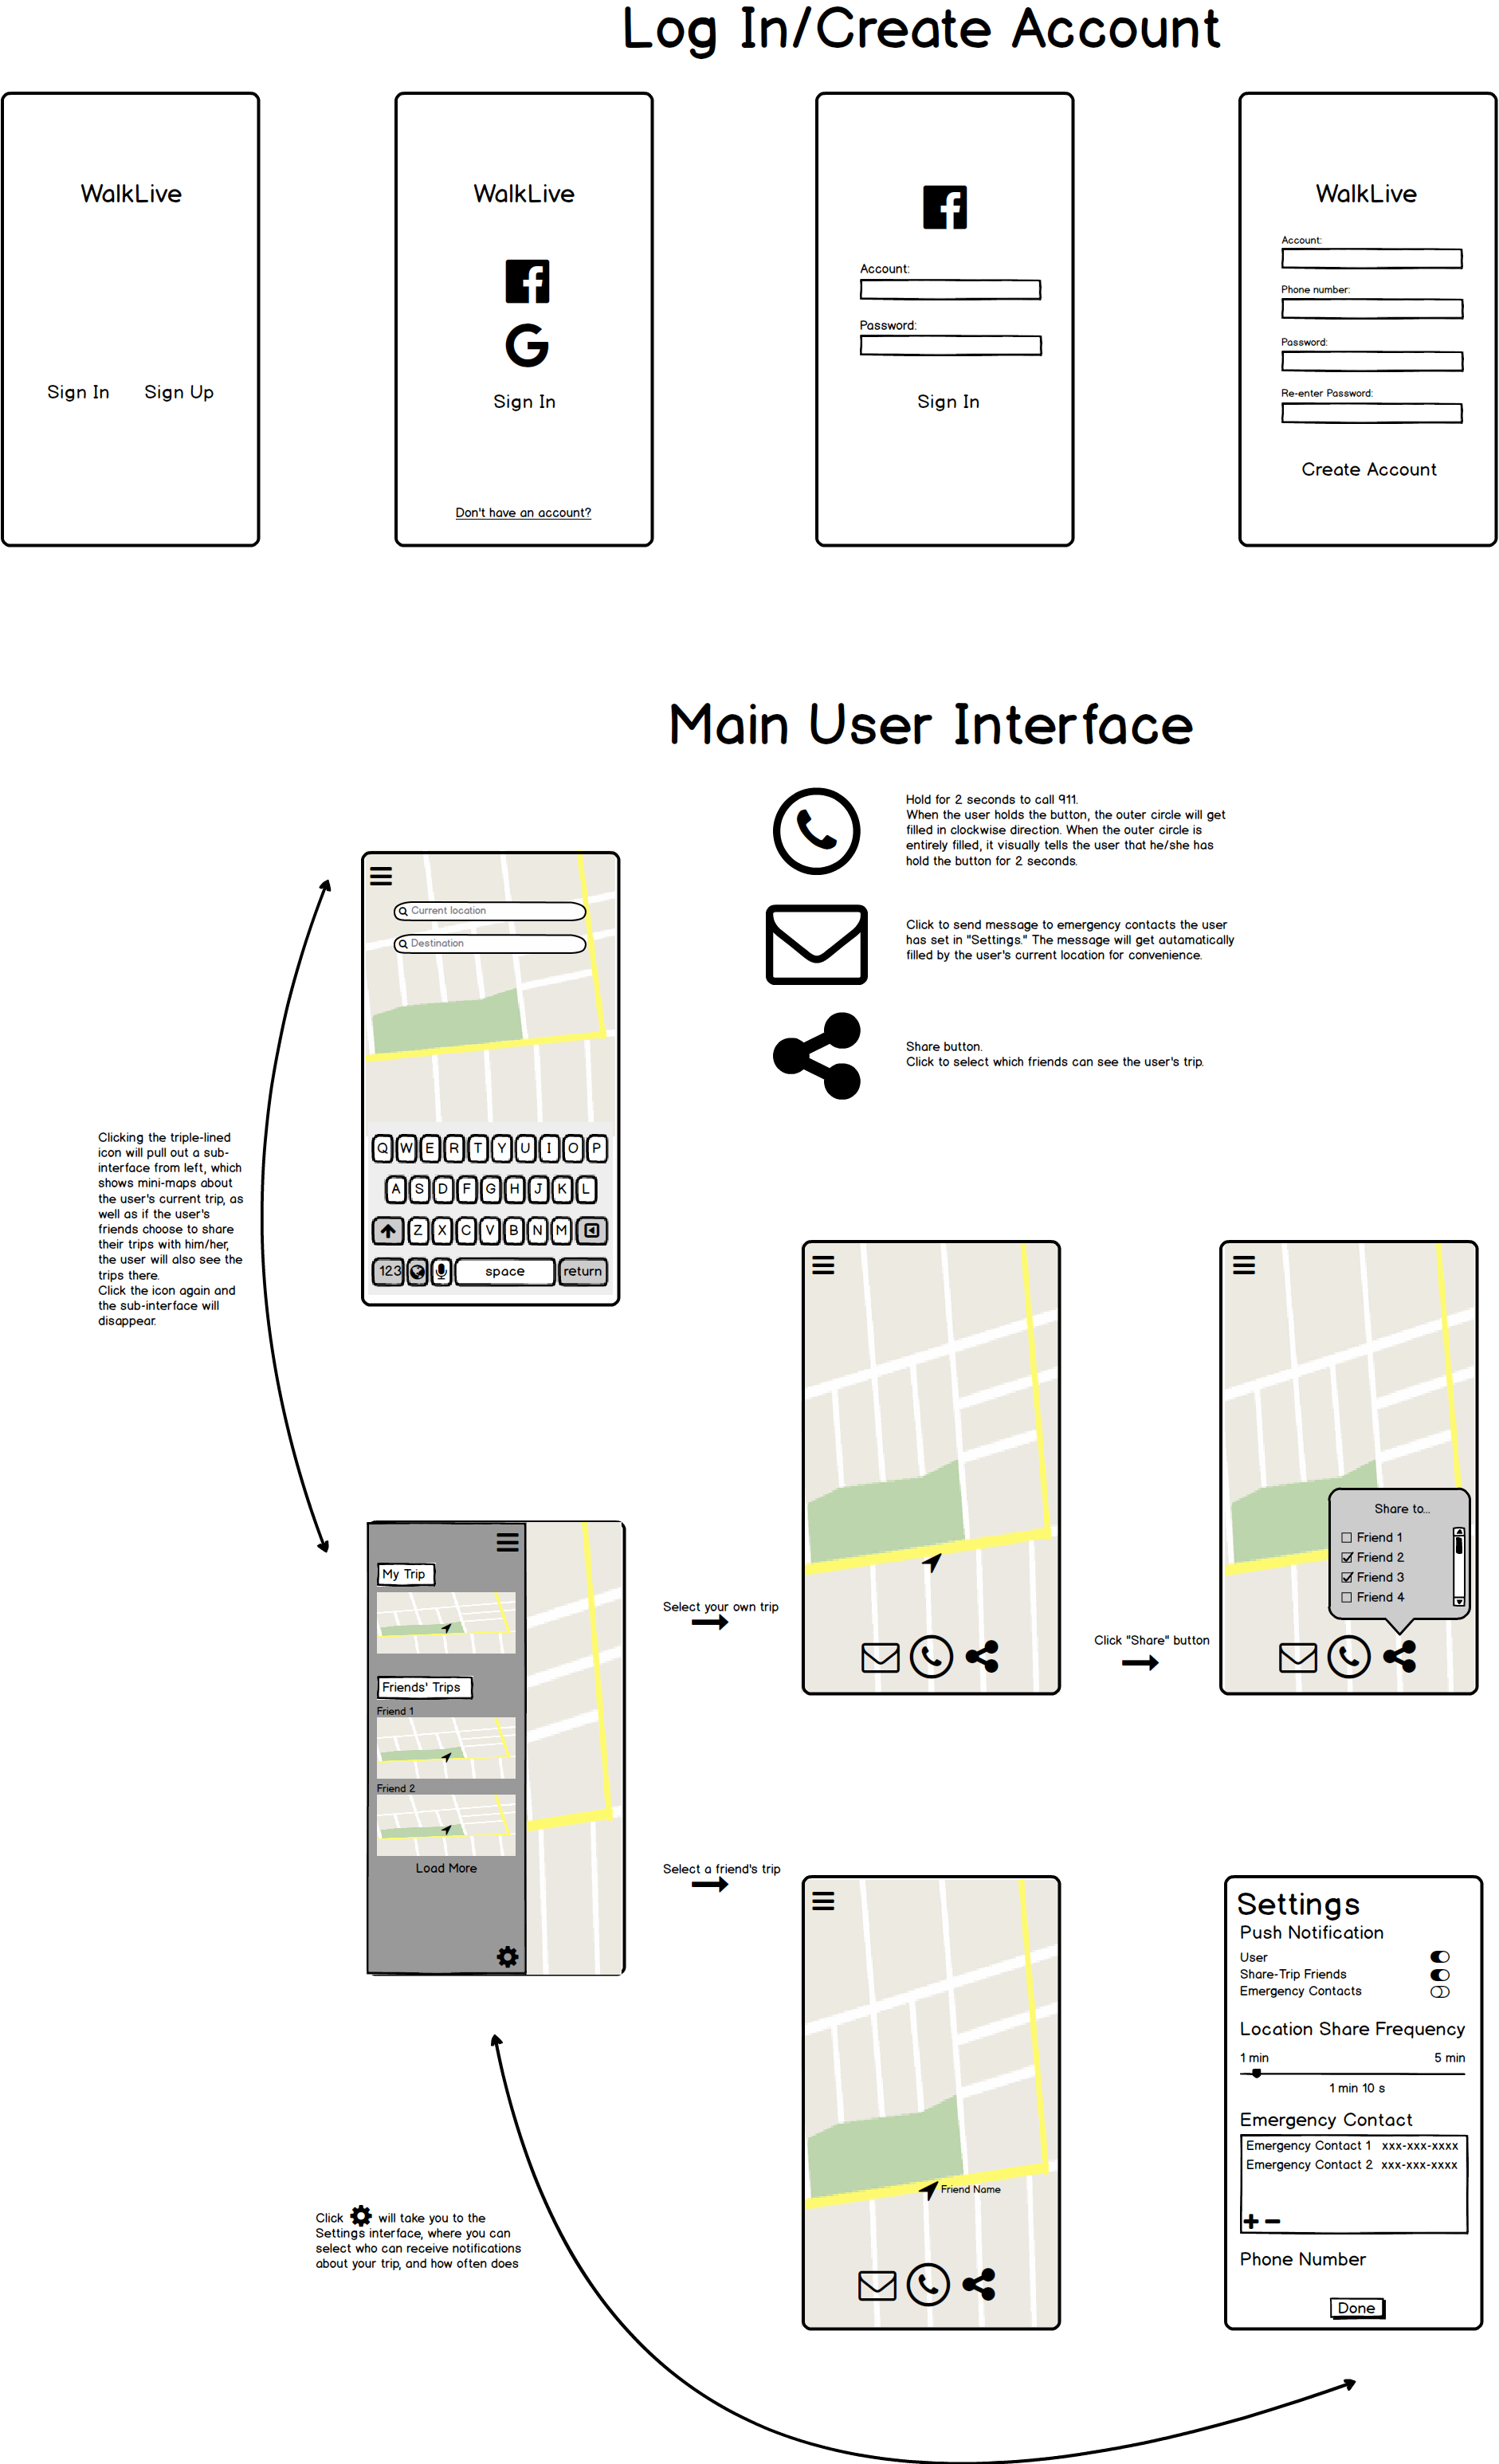 Log In/Create Account
WalkLive
Sign In
Sign Up
WalkLive
Sign In
Don't have an account?
Account:
Password:
Sign In
WalkLive
Account:
Phone number:
Password:
Re-enter Password:
Create Account
Main User Interface
Hold for 2 seconds to call 911.
When the user holds the button, the outer circle will get
filled in clockwise direction. When the outer circle is
entirely filled, it visually tells the user that he/she has
hold the button for 2 seconds.
Click to send message to emergency contacts the user
has set in "Settings." The message will get autamatically
filled by the user's current location for convenience.
Share button.
Click to select which friends can see the user's trip.
Current location
Destination
Q W E R T Y U I O P
A S D F G H J K L
Z X C V B N M
123 space return
Clicking the triple-lined
icon will pull out a sub-
interface from left, which
shows mini-maps about
the user's current trip, as
well as if the user's
friends choose to share
their trips with him/her,
the user will also see the
trips there.
Click the icon again and
the sub-interface will
disappear.
My Trip
Friends' Trips
Friend 1
Friend 2
Load More
Select your own trip
Click "Share" button
Share to...
Friend 1
Friend 2
Friend 3
Friend 4
Select a friend's trip
Friend Name
Settings
Push Notification
User
Share-Trip Friends
Emergency Contacts
Location Share Frequency
1 min 5 min
1 min 10 s
Emergency Contact
Emergency Contact 1 xxx-xxx-xxxx
Emergency Contact 2 xxx-xxx-xxxx
Phone Number
Done
Click will take you to the
Settings interface, where you can
select who can receive notifications
about your trip, and how often does